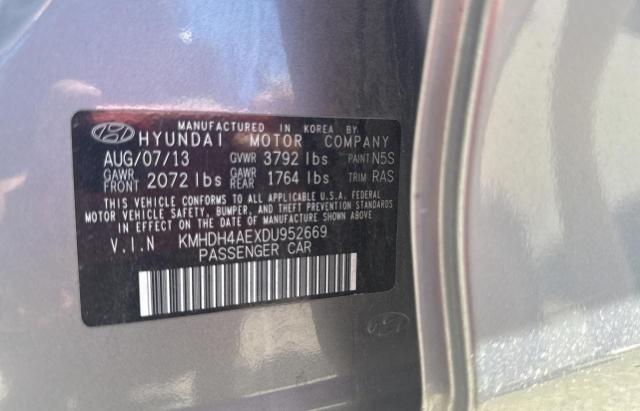 MANUFACTURED IN KOREA BY
HYUNDAI MOTOR COMPANY
AUG/07/13 GVWR 3792 lbs PAINT N5S
GAWR FRONT 2072 lbs GAWR REAR 1764 lbs TRIM RAS
THIS VEHICLE CONFORMS TO ALL APPLICABLE U.S.A. FEDERAL
MOTOR VEHICLE SAFETY, BUMPER, AND THEFT PREVENTION STANDARDS
IN EFFECT ON THE DATE OF MANUFACTURE SHOWN ABOVE.
V.I.N KMHDH4AEXDU952669
PASSENGER CAR